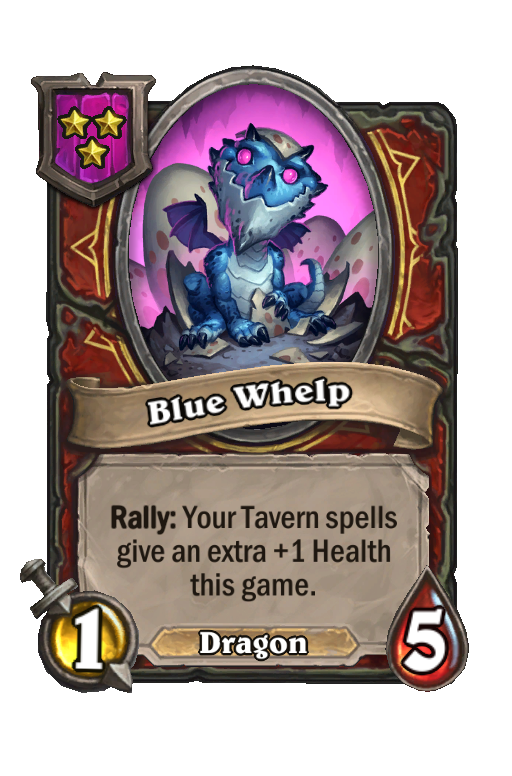 Blue Whelp
Rally: Your Tavern spells
give an extra +1 Health
this game.
1
Dragon
5